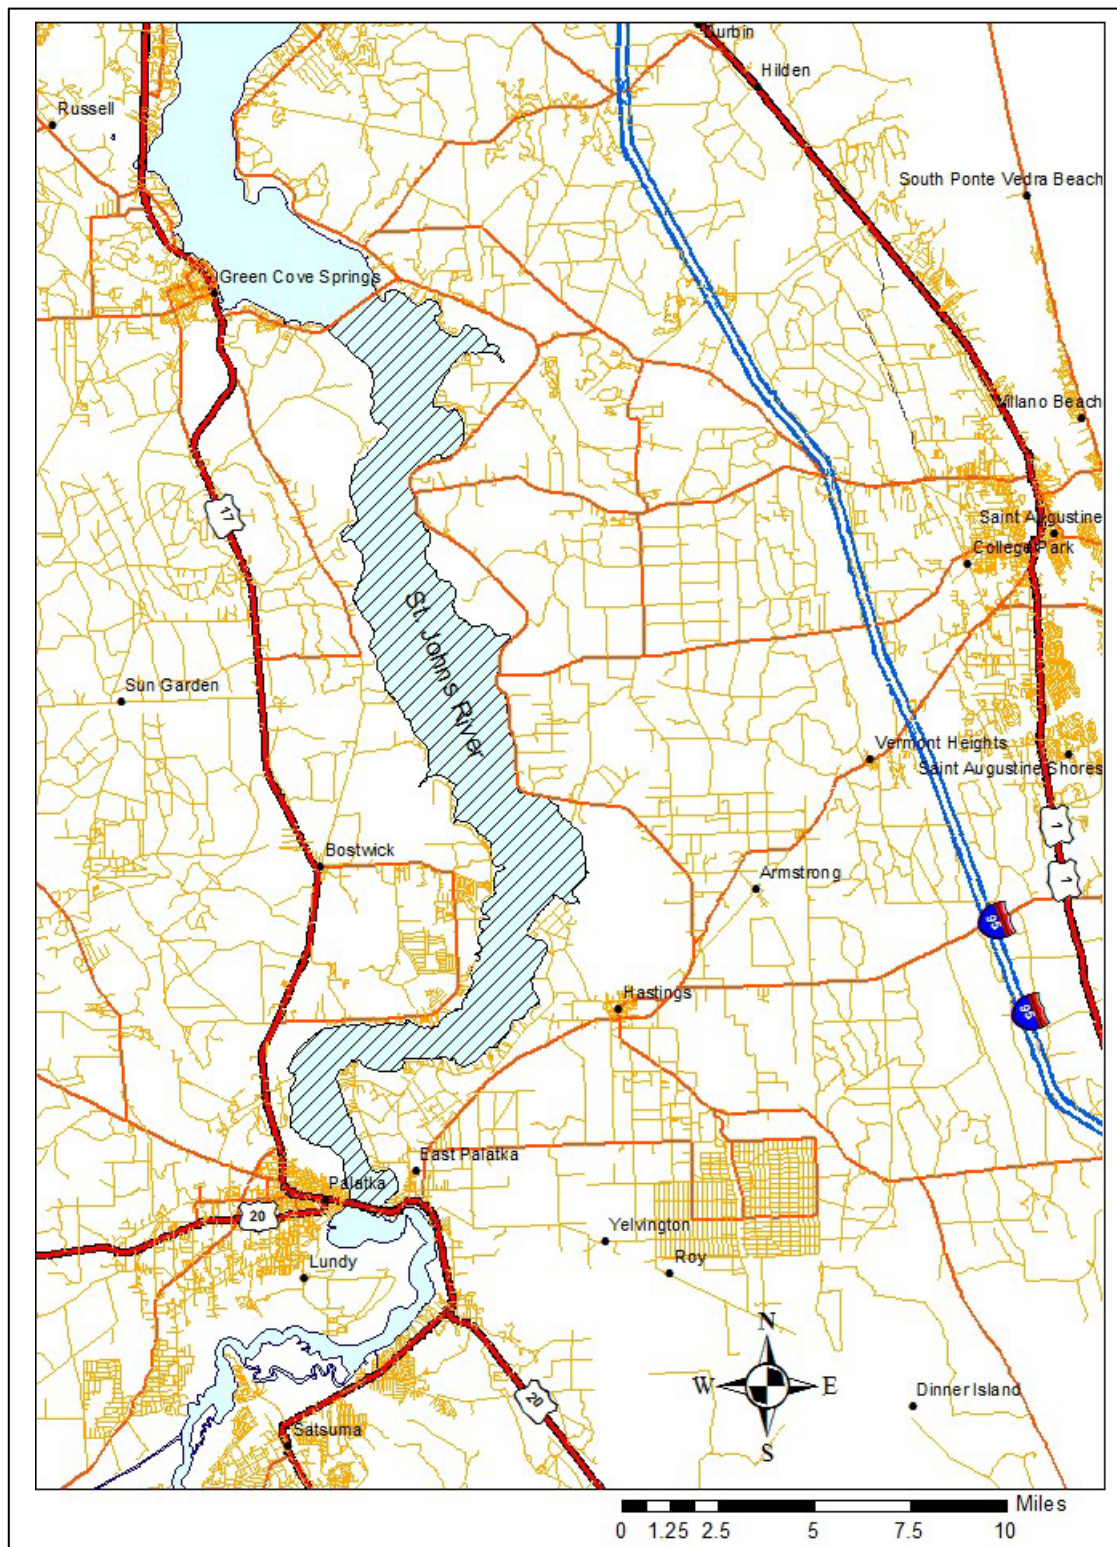 Durbin
Hilden
Russell
South Ponte Vedra Beach
Green Cove Springs
Villano Beach
17
Saint Augustine
College Park
St. Johns River
Sun Garden
Vermont Heights
Saint Augustine Shores
1
Bostwick
Armstrong
1
95
Hastings
95
East Palatka
Palatka
20
Yelvington
Roy
Lundy
N
W E
S
Dinner Island
20
Satsuma
Miles
0 1.25 2.5 5 7.5 10